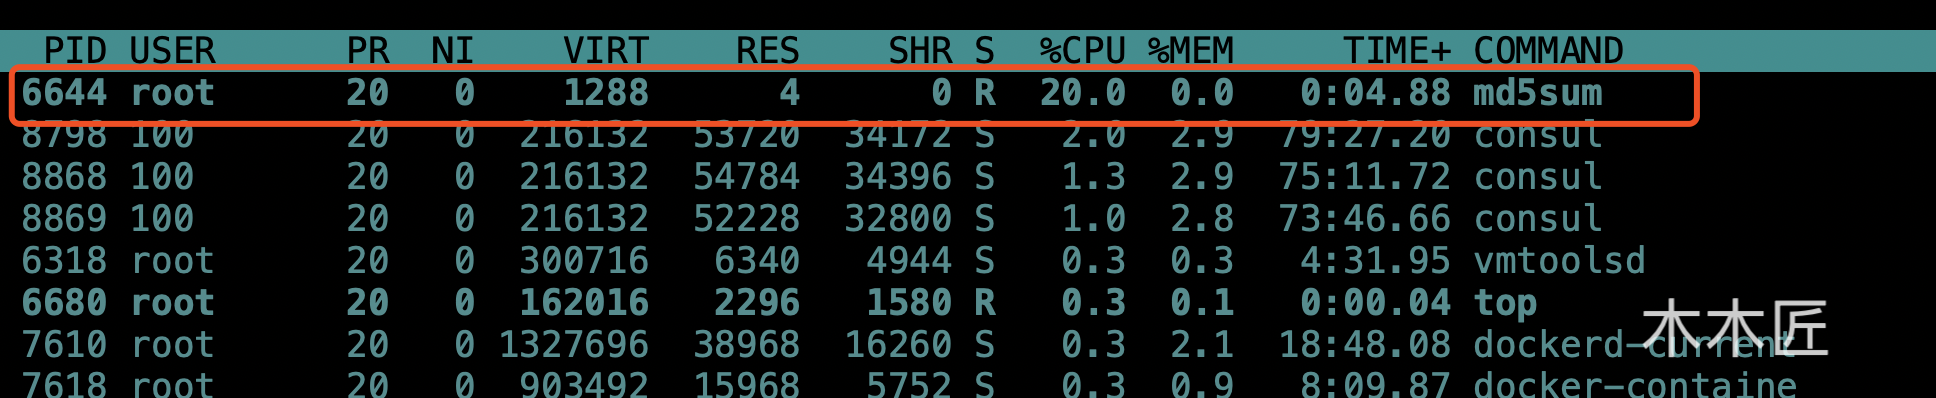 PID USER PR NI VIRT RES SHR S %CPU %MEM TIME+ COMMAND
6644 root 20 0 1288 4 0 R 20.0 0.0 0:04.88 md5sum
8798 100 20 0 216132 53720 34172 S 2.0 2.9 79:27.20 consul
8868 100 20 0 216132 54784 34396 S 1.3 2.9 75:11.72 consul
8869 100 20 0 216132 52228 32800 S 1.0 2.8 73:46.66 consul
6318 root 20 0 300716 6340 4944 S 0.3 0.3 4:31.95 vmtoolsd
6680 root 20 0 162016 2296 1580 R 0.3 0.1 0:00.04 top
7610 root 20 0 1327696 38968 16260 S 0.3 2.1 18:48.08 dockerd-current
7618 root 20 0 903492 15968 5752 S 0.3 0.9 8:09.87 docker-containe
木木匠